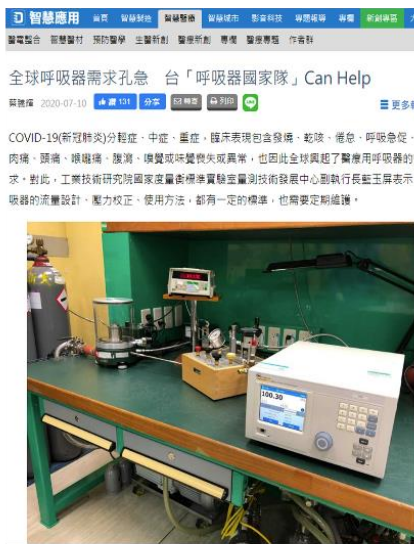 D 智慧應用 首頁 智慧製造 智慧醫療 智慧城市 影音科技 專題報導 專欄 新創專區
醫電整合 智慧醫材 預防醫學 生醫新創 醫療新創 專欄 醫療專題 作者群
全球呼吸器需求孔急 台「呼吸器國家隊」Can Help
2020-07-10 讚 131 分享 轉寄 列印
更多
COVID-19(新冠肺炎)分輕症、中症、重症，臨床表現包含發燒、乾咳、倦怠、呼吸急促、
肉痛、頭痛、喉嚨痛、腹瀉、嗅覺或味覺喪失或異常，也因此全球興起了醫療用呼吸器的
求。對此，工業技術研究院國家度量衡標準實驗室量測技術發展中心副執行長藍玉屏表示
吸器的流量設計、壓力校正、使用方法，都有一定的標準，也需要定期維護。
100.30